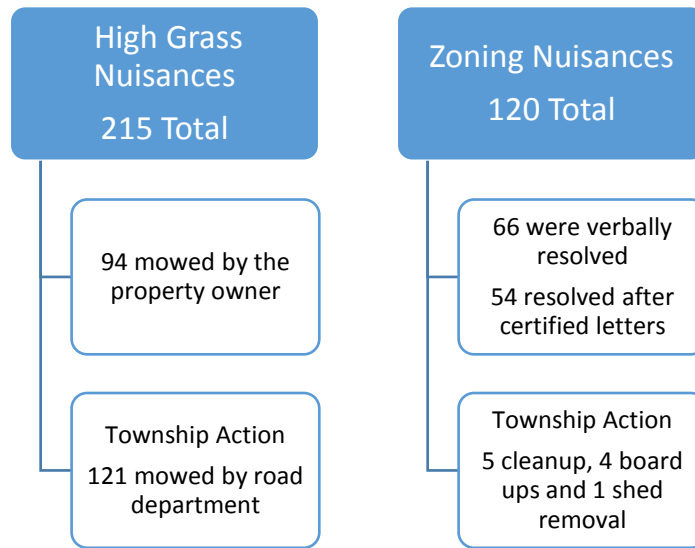 High Grass
Nuisances
215 Total
94 mowed by the
property owner
Township Action
121 mowed by road
department
Zoning Nuisances
120 Total
66 were verbally
resolved
54 resolved after
certified letters
Township Action
5 cleanup, 4 board
ups and 1 shed
removal